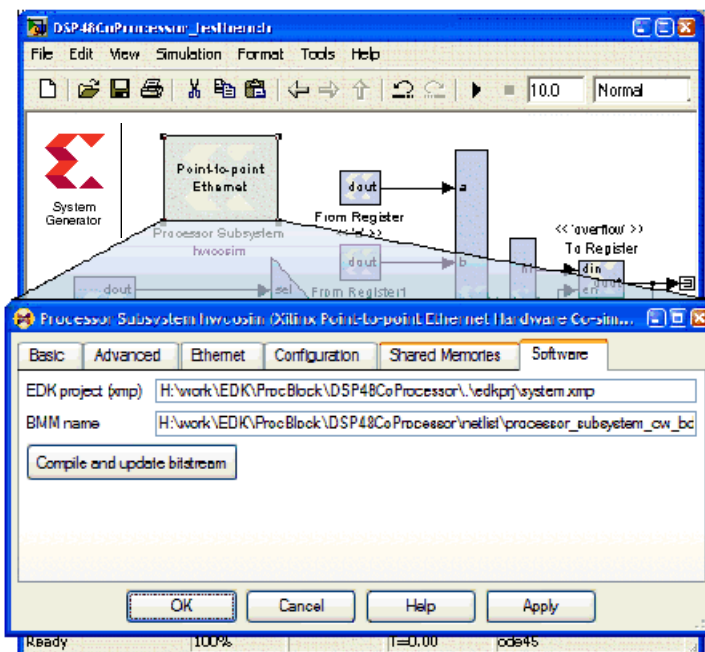 DSP48CoProcessor_testbench
File Edit View Simulation Format Tools Help
10.0 Normal
System
Generator
Point-to-point
Ethernet
Processor Subsystem
hwcosim
dout
a
From Register
<<'a'>>
dout
b
From Register1
dout
sel
<<'overflow'>>
To Register
din
dout
en
Processor Subsystem hwcosim (Xilinx Point-to-point Ethernet Hardware Co-sim...
Basic Advanced Ethernet Configuration Shared Memories Software
EDK project (xmp) H:\work\EDK\ProcBlock\DSP48CoProcessor\.\edkprj\system.xmp
BMM name H:\work\EDK\ProcBlock\DSP48CoProcessor\netlist\processor_subsystem_cw_bd
Compile and update bitstream
OK Cancel Help Apply
Ready 100% T=0.00 ode45